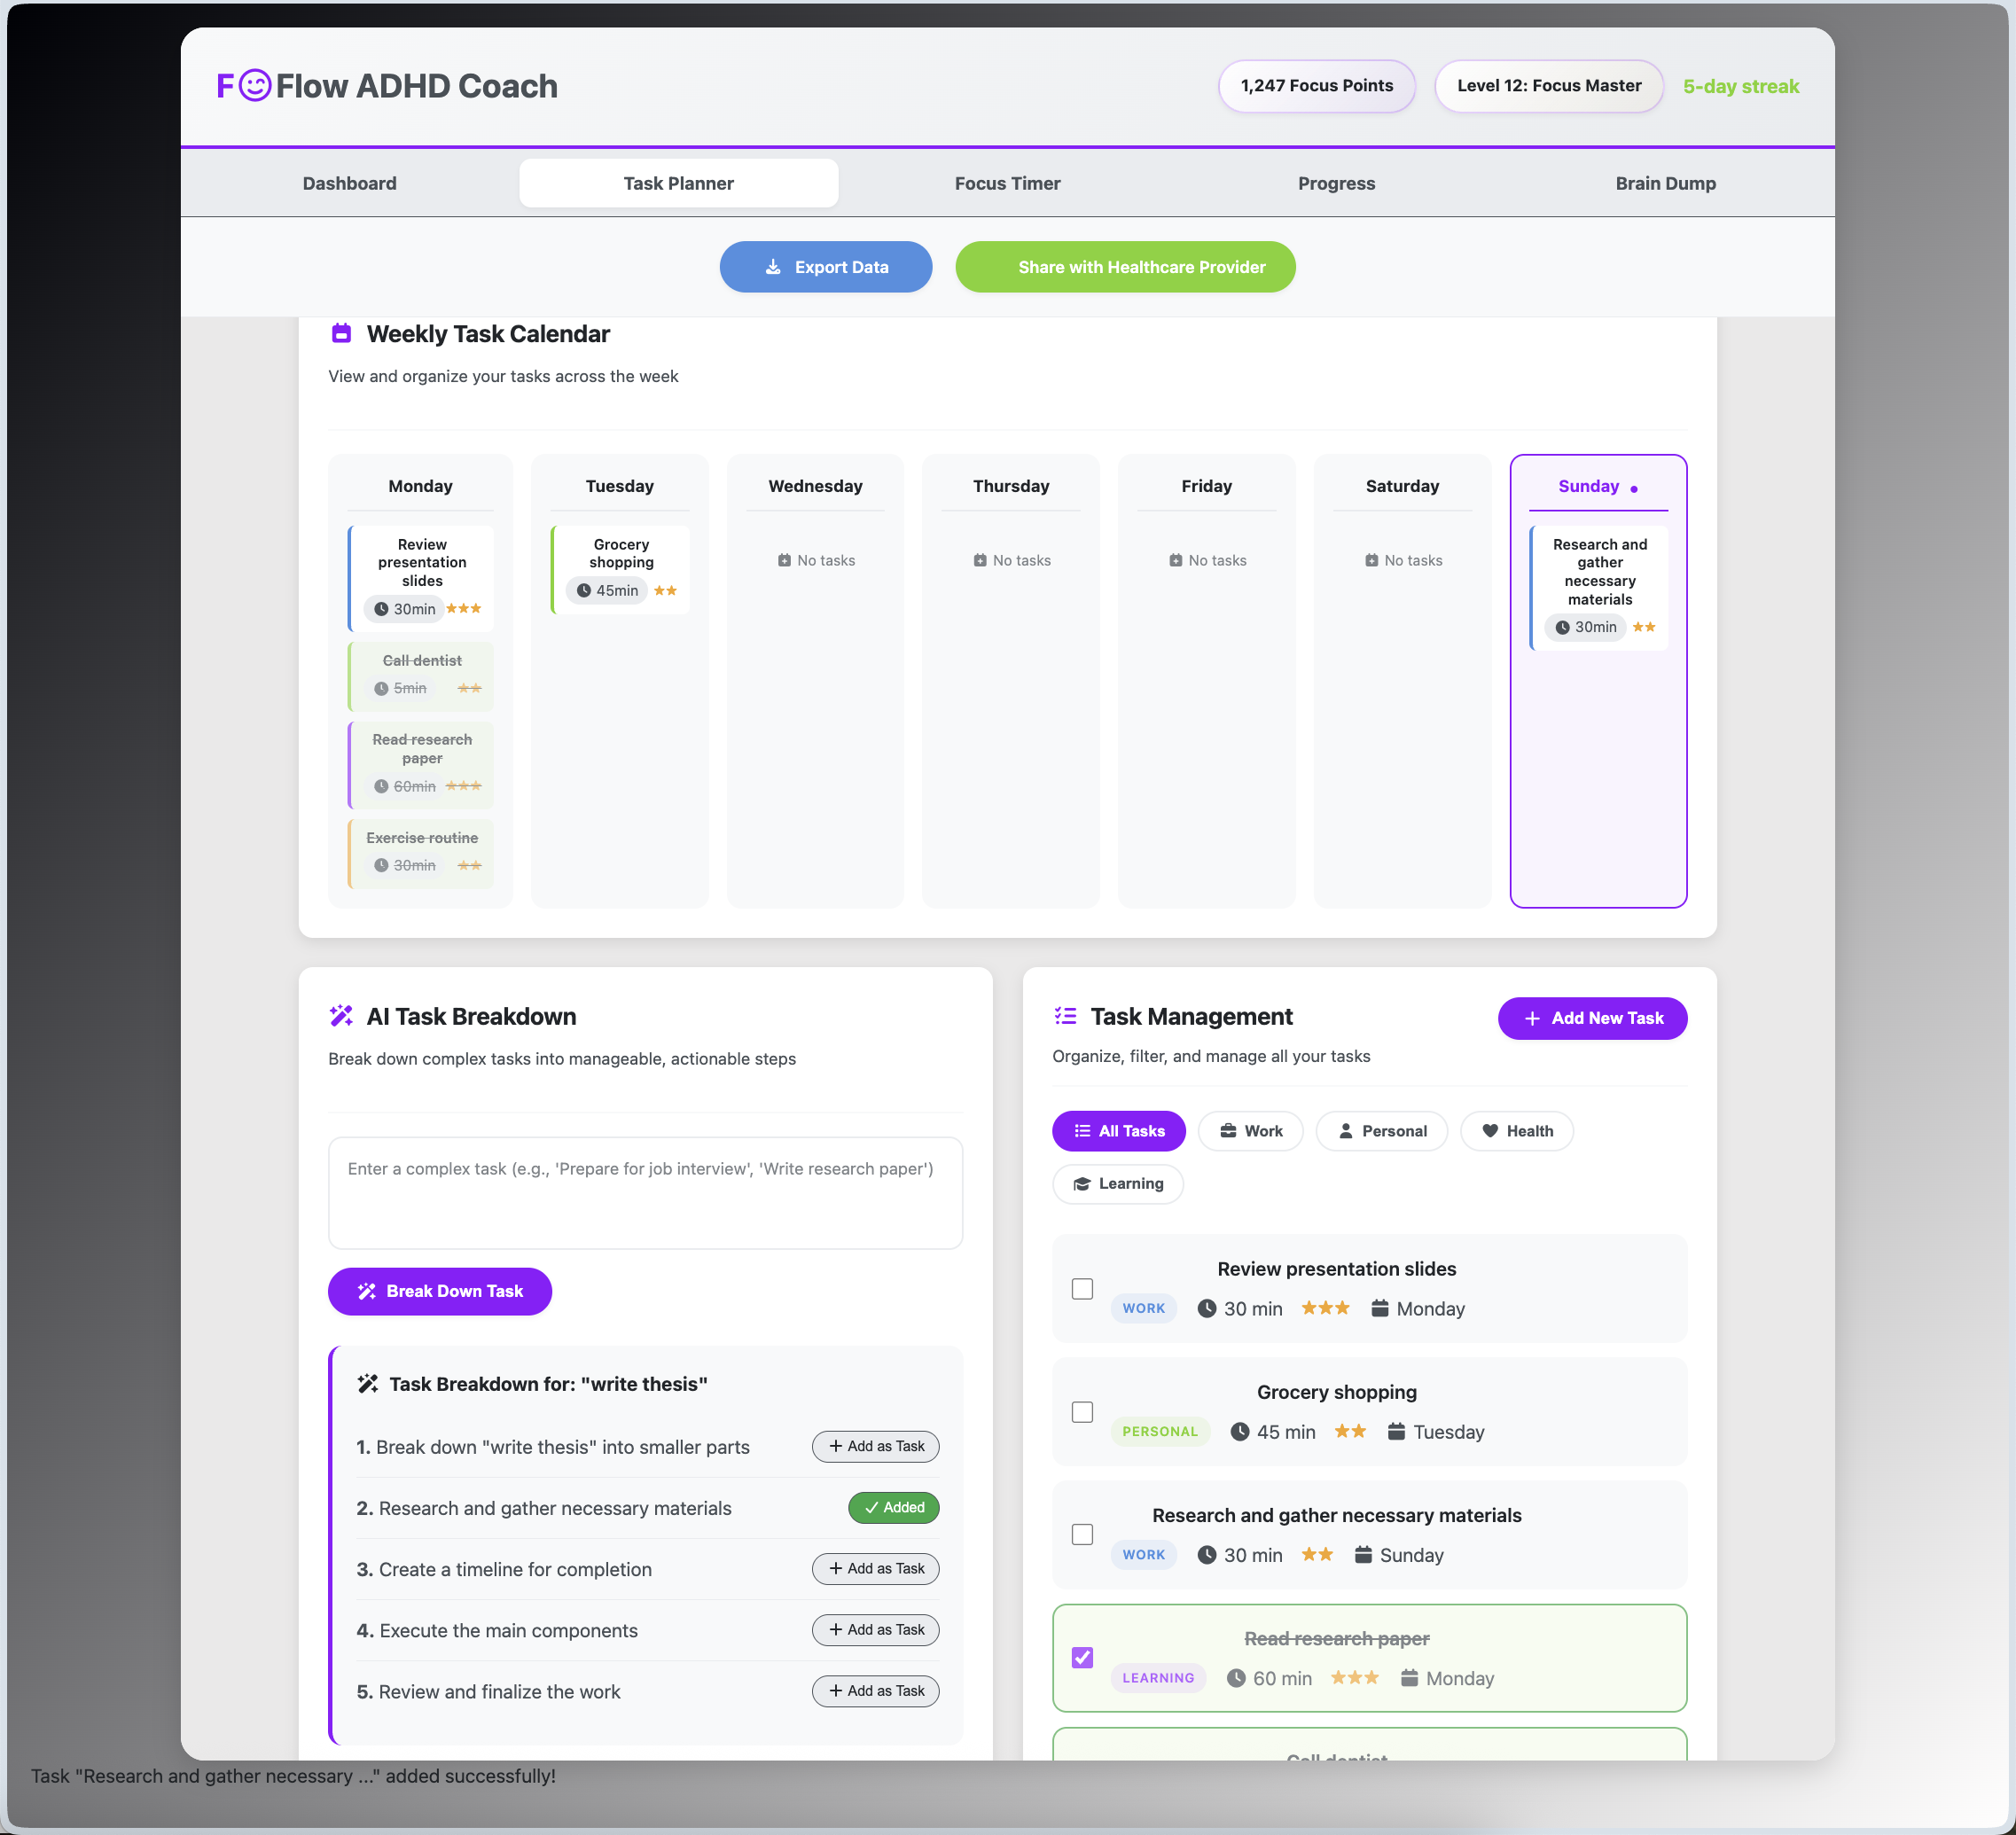 F Flow ADHD Coach
1,247 Focus Points
Level 12: Focus Master
5-day streak
Dashboard
Task Planner
Focus Timer
Progress
Brain Dump
Export Data
Share with Healthcare Provider
Weekly Task Calendar
View and organize your tasks across the week
Monday
Review
presentation
slides
30min
Call dentist
5min
Read research
paper
60min
Exercise routine
30min
Tuesday
Grocery
shopping
45min
Wednesday
No tasks
Thursday
No tasks
Friday
No tasks
Saturday
No tasks
Sunday
Research and
gather
necessary
materials
30min
AI Task Breakdown
Break down complex tasks into manageable, actionable steps
Enter a complex task (e.g., 'Prepare for job interview', 'Write research paper')
Break Down Task
Task Breakdown for: "write thesis"
1. Break down "write thesis" into smaller parts
+ Add as Task
2. Research and gather necessary materials
✓ Added
3. Create a timeline for completion
+ Add as Task
4. Execute the main components
+ Add as Task
5. Review and finalize the work
+ Add as Task
Task Management
+ Add New Task
Organize, filter, and manage all your tasks
All Tasks
Work
Personal
Health
Learning
Review presentation slides
WORK 30 min Monday
Grocery shopping
PERSONAL 45 min Tuesday
Research and gather necessary materials
WORK 30 min Sunday
Read research paper
LEARNING 60 min Monday
Call dentist
Task "Research and gather necessary ..." added successfully!